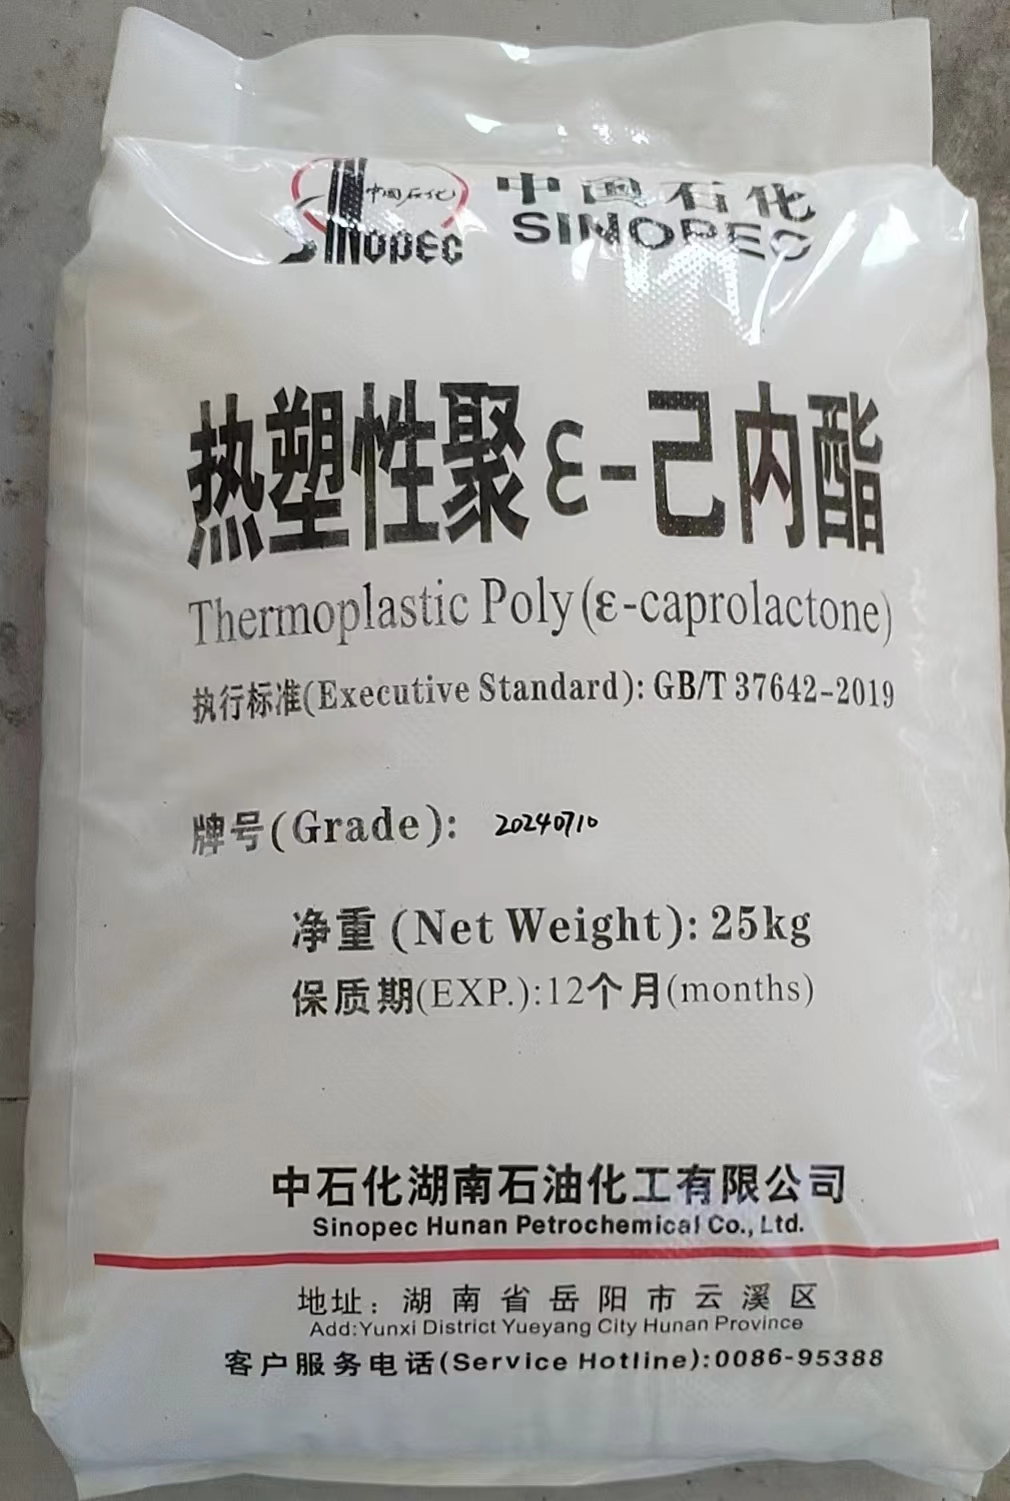 中国石化
SINOPEC
中国石化
SINOPEC
热塑性聚ε-己内酯
Thermoplastic Poly(ε-caprolactone)
执行标准(Executive Standard): GB/T 37642-2019
牌号(Grade): 20240710
净重(Net Weight): 25kg
保质期(EXP.):12个月(months)
中石化湖南石油化工有限公司
Sinopec Hunan Petrochemical Co., Ltd.
地址：湖南省岳阳市云溪区
Add:Yunxi District Yueyang City Hunan Province
客户服务电话(Service Hotline):0086-95388